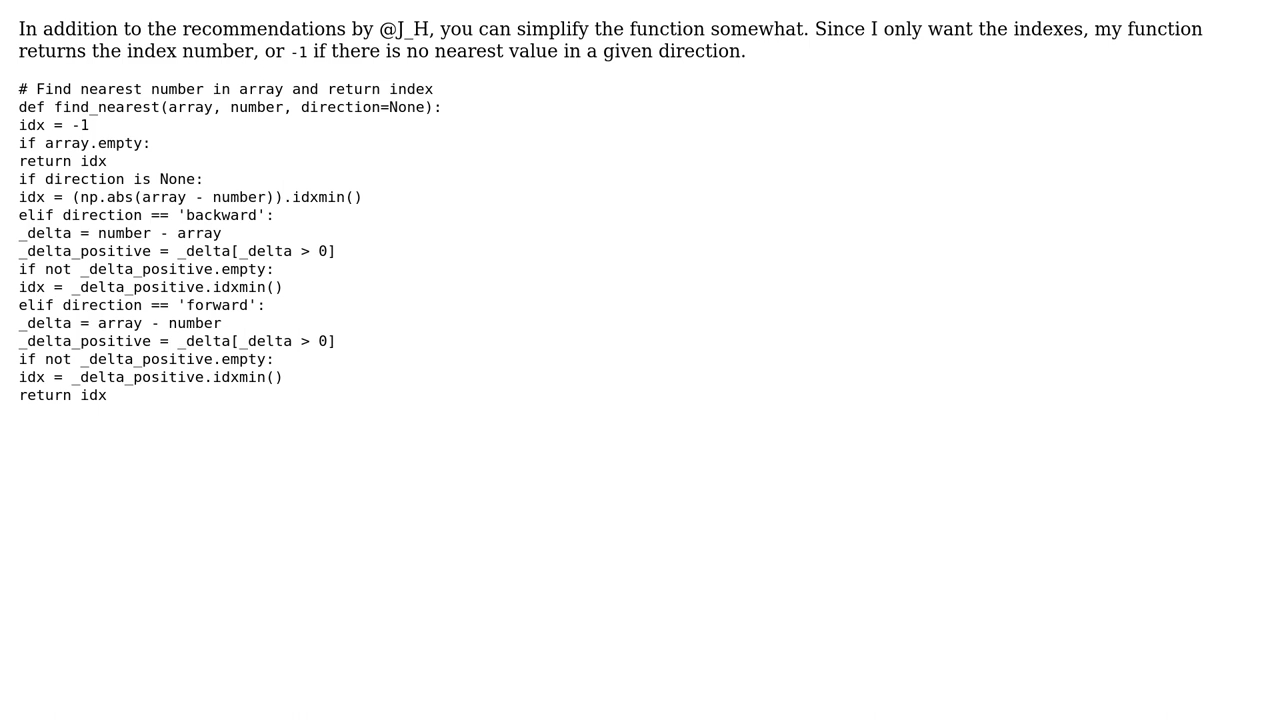 In addition to the recommendations by @J_H, you can simplify the function somewhat. Since I only want the indexes, my function
returns the index number, or -1 if there is no nearest value in a given direction.
# Find nearest number in array and return index
def find_nearest(array, number, direction=None):
idx = -1
if array.empty:
return idx
if direction is None:
idx = (np.abs(array - number)).idxmin()
elif direction == 'backward':
_delta = number - array
_delta_positive = _delta[_delta > 0]
if not _delta_positive.empty:
idx = _delta_positive.idxmin()
elif direction == 'forward':
_delta = array - number
_delta_positive = _delta[_delta > 0]
if not _delta_positive.empty:
idx = _delta_positive.idxmin()
return idx